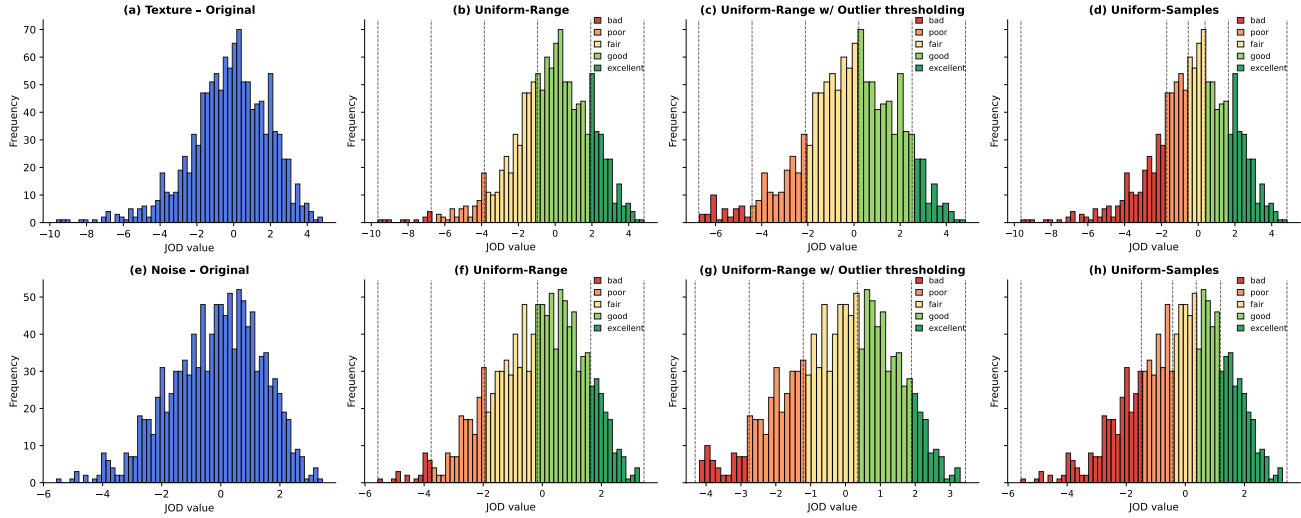 (a) Texture – Original
(b) Uniform-Range
(c) Uniform-Range w/ Outlier thresholding
(d) Uniform-Samples
Frequency
70
60
50
40
30
20
10
0
−10 −8 −6 −4 −2 0 2 4
JOD value
Frequency
bad
poor
fair
good
excellent
−10 −8 −6 −4 −2 0 2 4
JOD value
Frequency
bad
poor
fair
good
excellent
−6 −4 −2 0 2 4
JOD value
Frequency
bad
poor
fair
good
excellent
−10 −8 −6 −4 −2 0 2 4
JOD value
(e) Noise – Original
(f) Uniform-Range
(g) Uniform-Range w/ Outlier thresholding
(h) Uniform-Samples
Frequency
50
40
30
20
10
0
−6 −4 −2 0 2
JOD value
Frequency
bad
poor
fair
good
excellent
−6 −4 −2 0 2
JOD value
Frequency
bad
poor
fair
good
excellent
−4 −3 −2 −1 0 1 2 3
JOD value
Frequency
bad
poor
fair
good
excellent
−6 −4 −2 0 2
JOD value